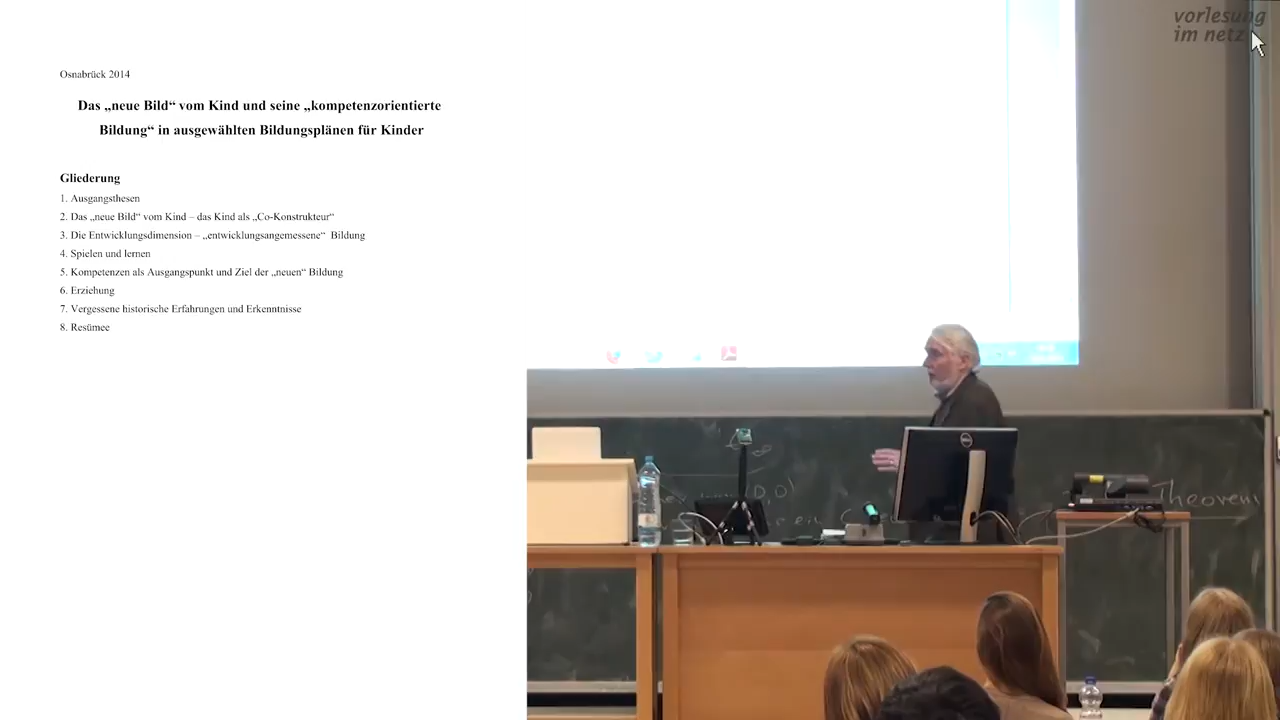 vorlesung
im netz
Osnabrück 2014
Das „neue Bild“ vom Kind und seine „kompetenzorientierte
Bildung“ in ausgewählten Bildungsplänen für Kinder
Gliederung
1. Ausgangsthesen
2. Das „neue Bild“ vom Kind – das Kind als „Co-Konstrukteur“
3. Die Entwicklungsdimension – „entwicklungsangemessene“ Bildung
4. Spielen und lernen
5. Kompetenzen als Ausgangspunkt und Ziel der „neuen“ Bildung
6. Erziehung
7. Vergessene historische Erfahrungen und Erkenntnisse
8. Resümee
(D,D)
Theorem